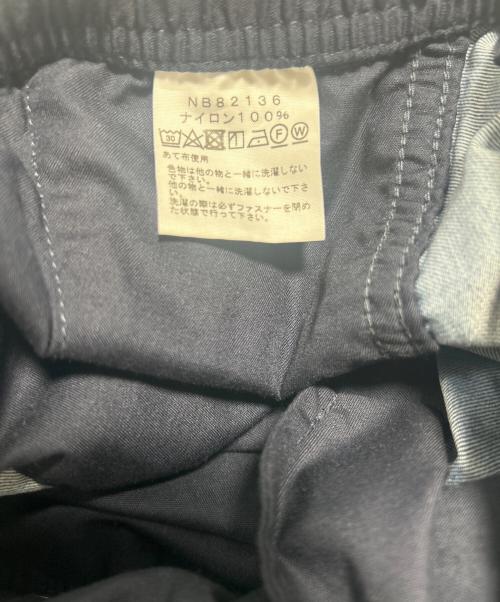 NB82136
ナイロン100%
30 F W
あて布使用
色物は他の物と一緒に洗濯しない
で下さい。
他の物と一緒に洗濯しないで下さ
い。
洗濯の際は必ずファスナーを閉め
た状態で行って下さい。